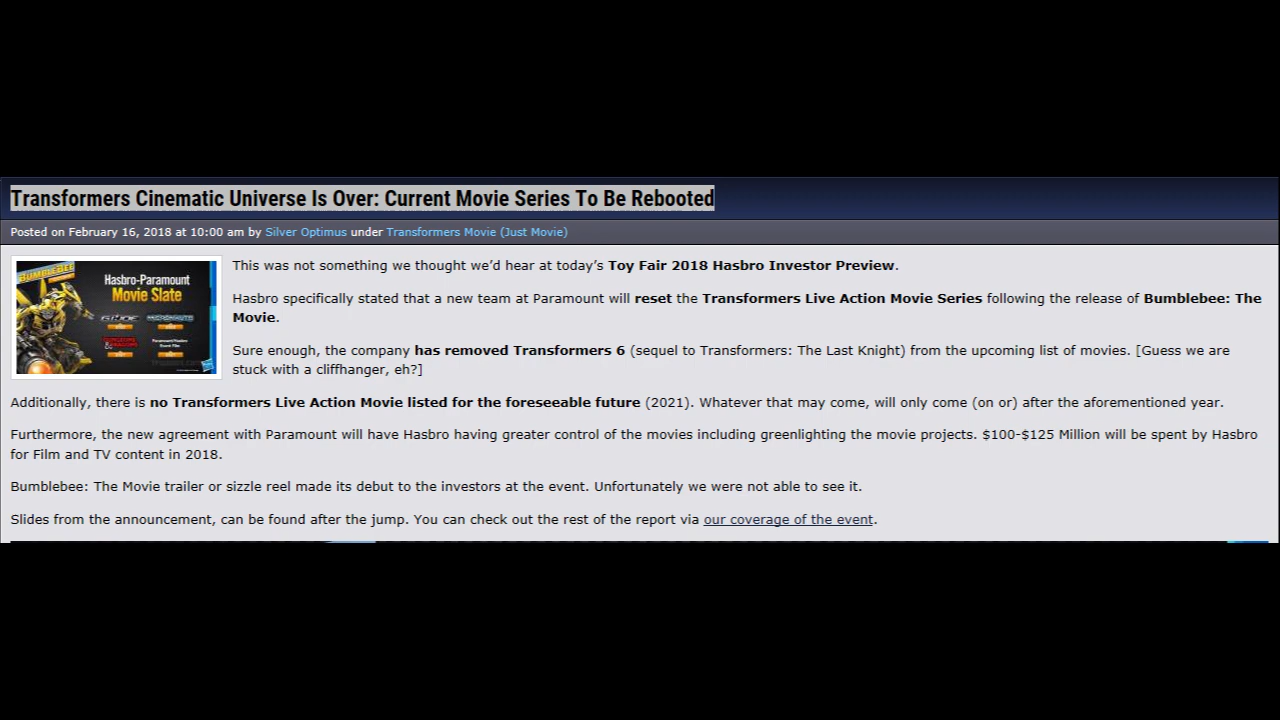 Transformers Cinematic Universe Is Over: Current Movie Series To Be Rebooted
Posted on February 16, 2018 at 10:00 am by Silver Optimus under Transformers Movie (Just Movie)
BUMBLEBEE
Hasbro-Paramount
Movie Slate
This was not something we thought we'd hear at today's Toy Fair 2018 Hasbro Investor Preview.
Hasbro specifically stated that a new team at Paramount will reset the Transformers Live Action Movie Series following the release of Bumblebee: The
Movie.
Sure enough, the company has removed Transformers 6 (sequel to Transformers: The Last Knight) from the upcoming list of movies. [Guess we are
stuck with a cliffhanger, eh?]
Additionally, there is no Transformers Live Action Movie listed for the foreseeable future (2021). Whatever that may come, will only come (on or) after the aforementioned year.
Furthermore, the new agreement with Paramount will have Hasbro having greater control of the movies including greenlighting the movie projects. $100-$125 Million will be spent by Hasbro
for Film and TV content in 2018.
Bumblebee: The Movie trailer or sizzle reel made its debut to the investors at the event. Unfortunately we were not able to see it.
Slides from the announcement, can be found after the jump. You can check out the rest of the report via our coverage of the event.